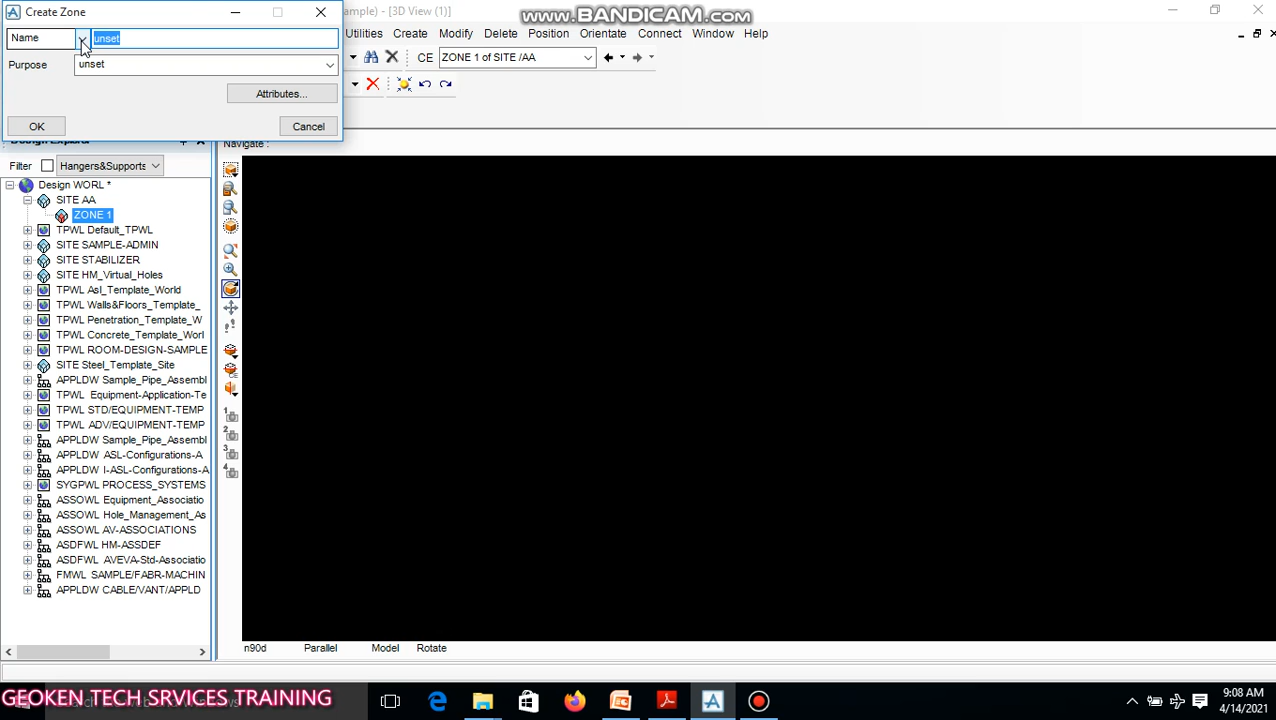 Create Zone
ample) - [3D View (1)]
www.BANDICAM.com
Name
unset
Utilities Create Modify Delete Position Orientate Connect Window Help
Purpose
unset
CE ZONE 1 of SITE /AA
Attributes...
OK
Cancel
Navigate :
Filter
Hangers&Supports
Design WORL *
SITE AA
ZONE 1
TPWL Default_TPWL
SITE SAMPLE-ADMIN
SITE STABILIZER
SITE HM_Virtual_Holes
TPWL Asl_Template_World
TPWL Walls&Floors_Template_
TPWL Penetration_Template_W
TPWL Concrete_Template_Worl
TPWL ROOM-DESIGN-SAMPLE
SITE Steel_Template_Site
APPLDW Sample_Pipe_Assembl
TPWL Equipment-Application-Te
TPWL STD/EQUIPMENT-TEMP
TPWL ADV/EQUIPMENT-TEMP
APPLDW Sample_Pipe_Assembl
APPLDW ASL-Configurations-A
APPLDW I-ASL-Configurations-A
SYGPWL PROCESS_SYSTEMS
ASSOWL Equipment_Associatio
ASSOWL Hole_Management_As
ASSOWL AV-ASSOCIATIONS
ASDFWL HM-ASSDEF
ASDFWL AVEVA-Std-Associatio
FMWL SAMPLE/FABR-MACHIN
APPLDW CABLE/VANT/APPLD
1
2
3
4
n90d Parallel Model Rotate
GEOKEN TECH SRVICES TRAINING
9:08 AM
4/14/2021